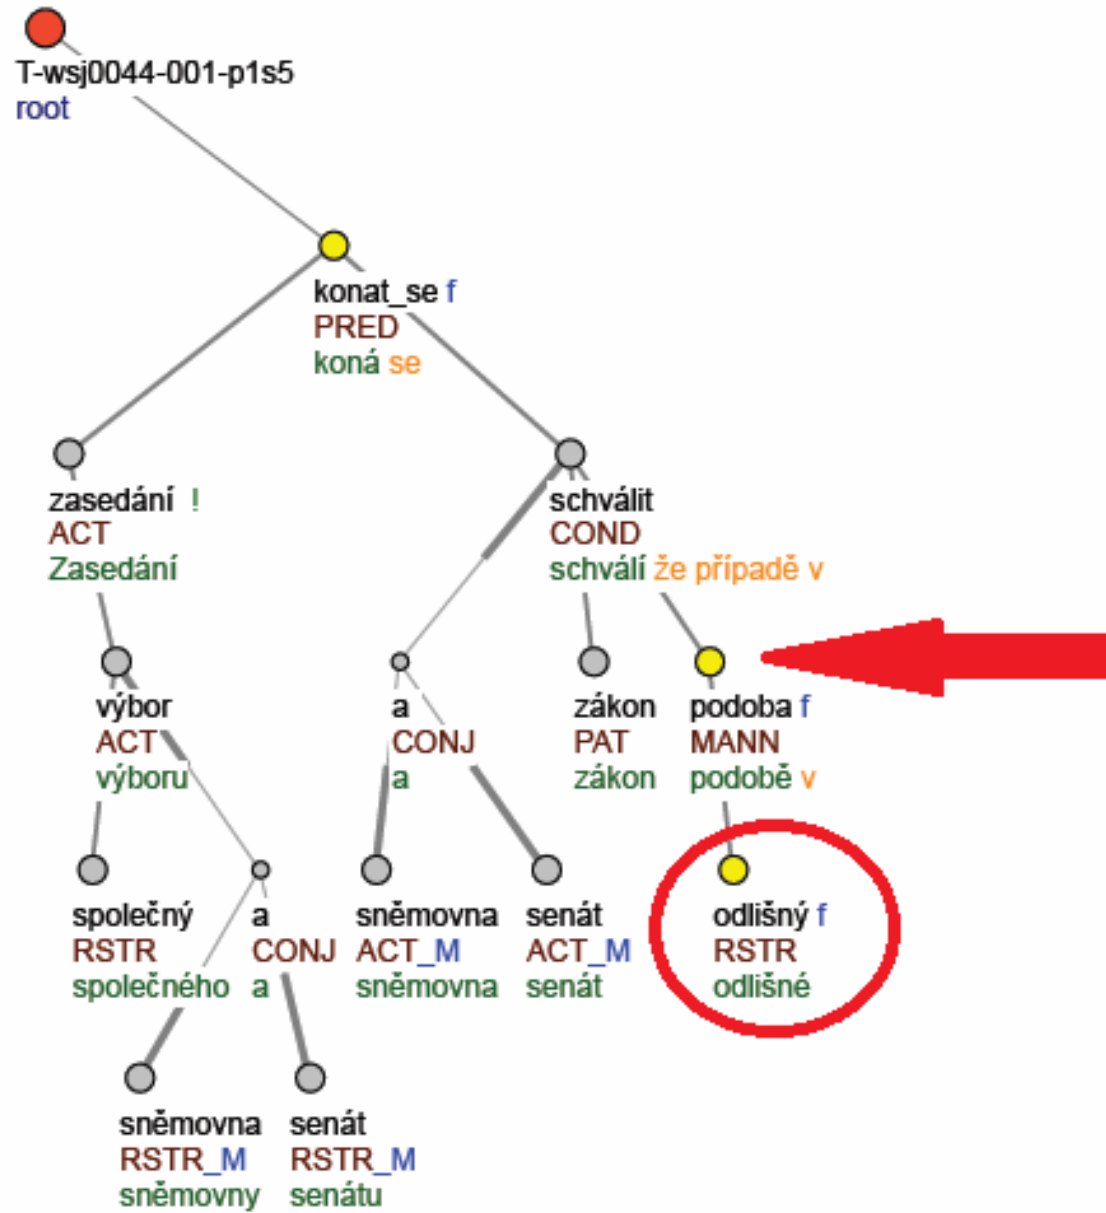 T-wsj0044-001-p1s5
root
konat_se f
PRED
koná se
zasedání !
ACT
Zasedání
schválit
COND
schválí že případě v
výbor
ACT
výboru
a
CONJ
a
zákon
PAT
zákon
podoba f
MANN
podobě v
společný
RSTR
společného
a
CONJ
a
sněmovna
ACT_M
sněmovna
senát
ACT_M
senát
odlišný f
RSTR
odlišné
sněmovna
RSTR_M
sněmovny
senát
RSTR_M
senátu